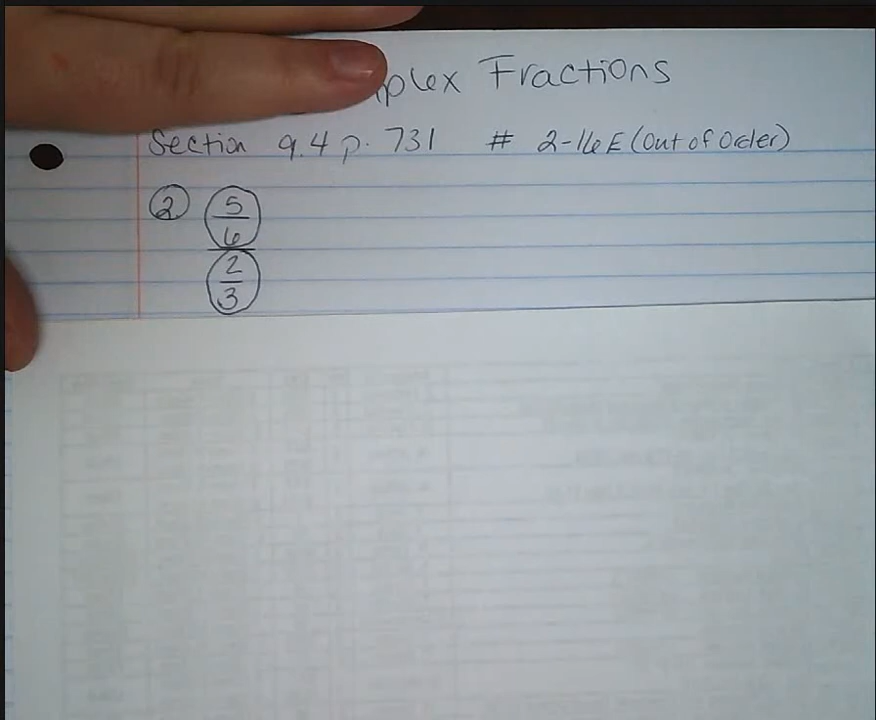 plex Fractions
Section 9.4 p. 731 # 2-16 E (Out of Order)
② 5
6
2
3